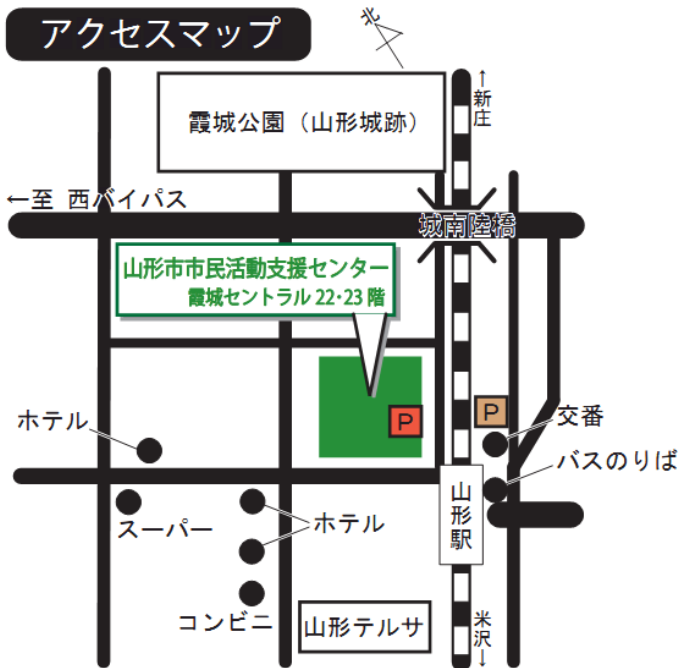 アクセスマップ
北
霞城公園（山形城跡）
↑新庄
←至 西バイパス
城南陸橋
山形市市民活動支援センター
霞城セントラル 22・23 階
P
P
ホテル
交番
バスのりば
スーパー
ホテル
山形駅
コンビニ
山形テルサ
米沢↓